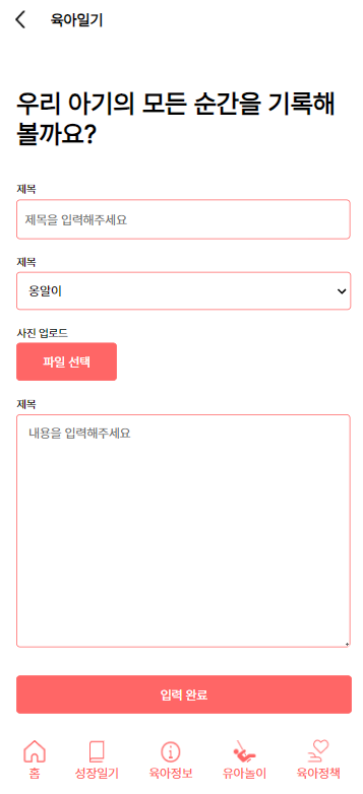 육아일기
우리 아기의 모든 순간을 기록해
볼까요?
제목
제목을 입력해주세요
제목
옹알이
사진 업로드
파일 선택
제목
내용을 입력해주세요
입력 완료
홈 성장일기 육아정보 유아놀이 육아정책